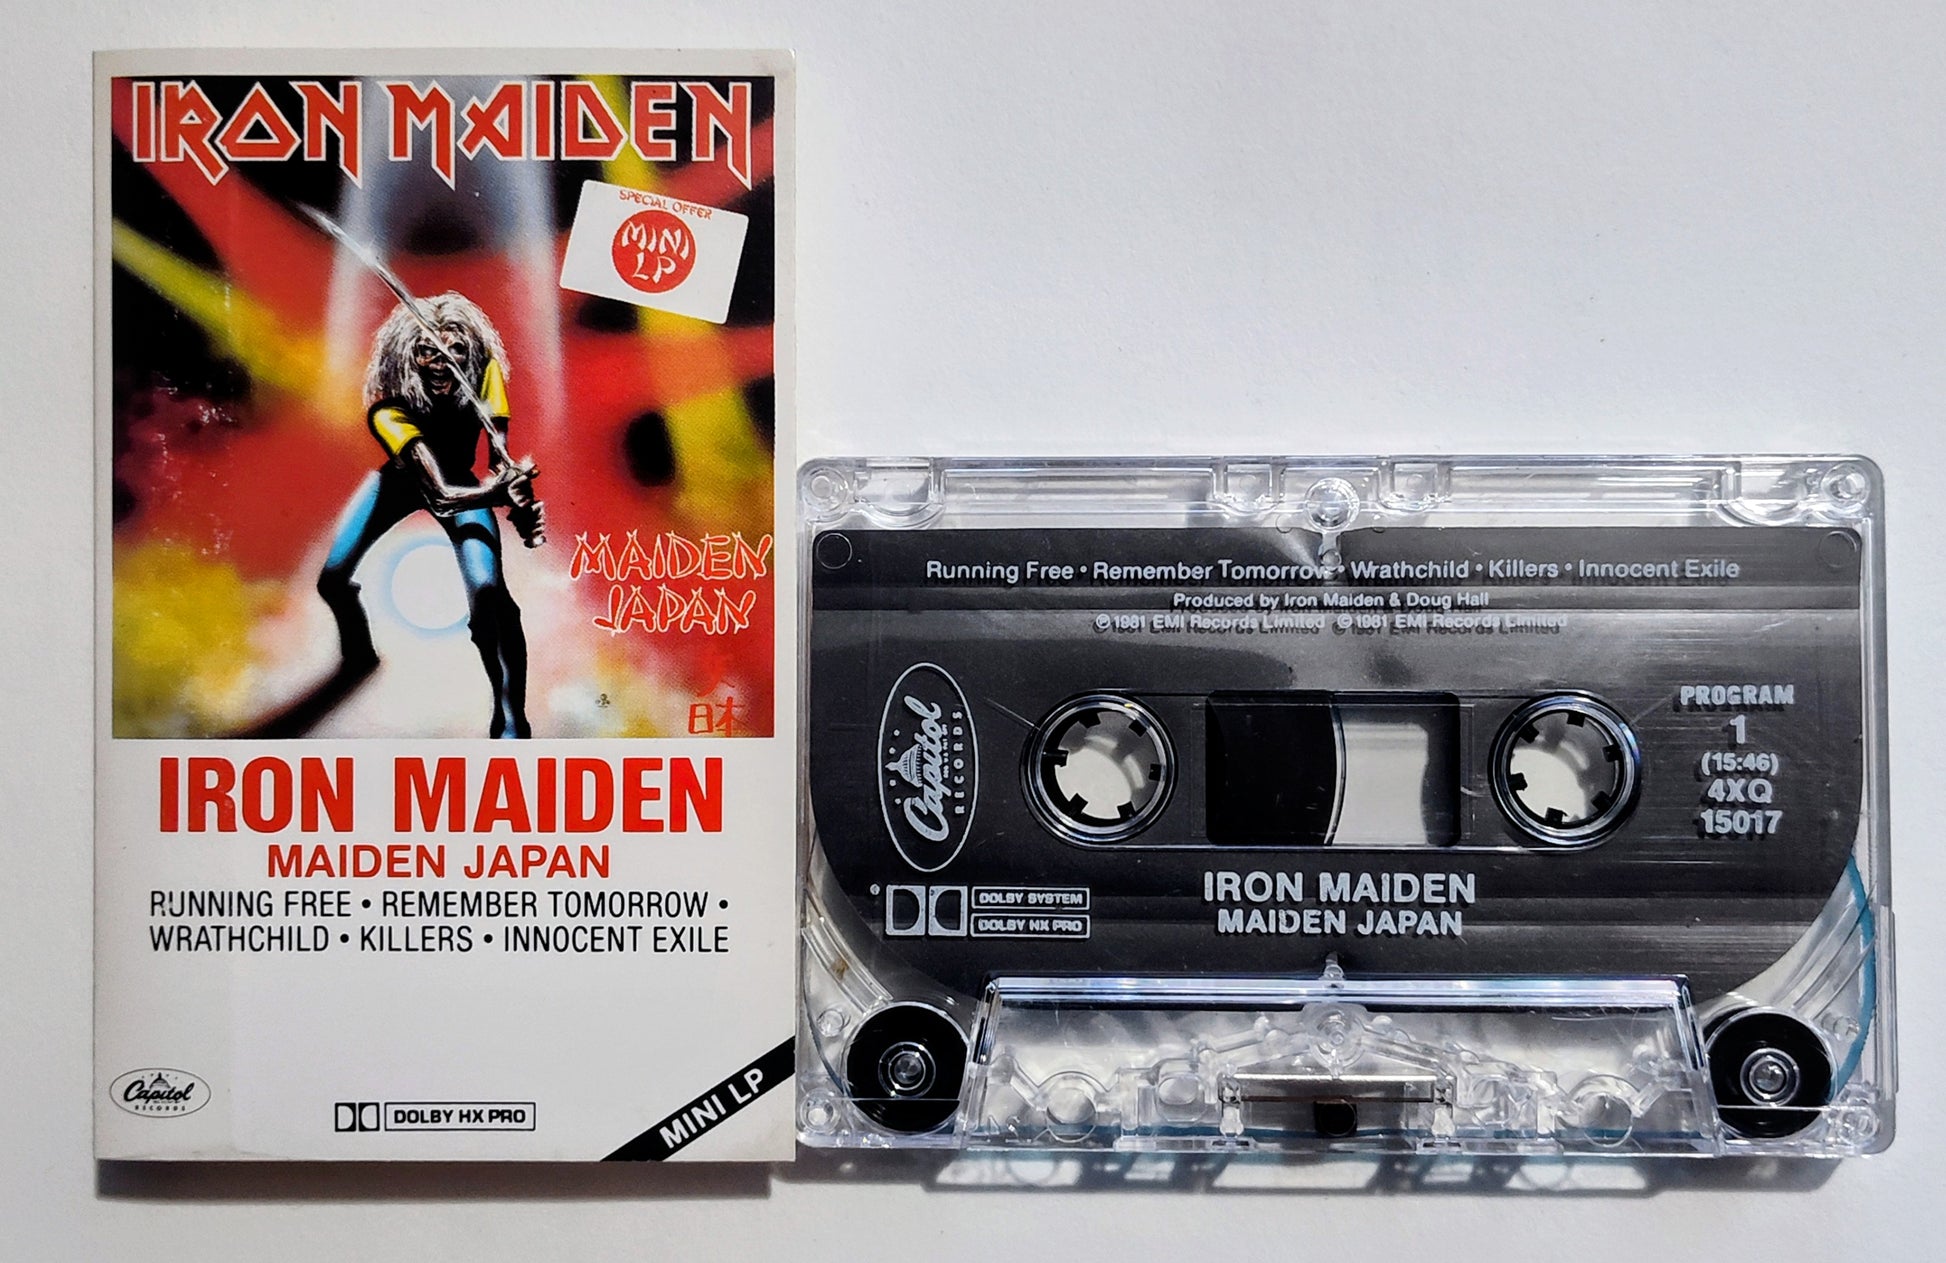 IRON MAIDEN
SPECIAL OFFER
MINI
LP
MAIDEN
JAPAN
日本
IRON MAIDEN
MAIDEN JAPAN
RUNNING FREE • REMEMBER TOMORROW •
WRATHCHILD • KILLERS • INNOCENT EXILE
Capitol
RECORDS
DOLBY HX PRO
MINI LP
Running Free • Remember Tomorrow • Wrathchild • Killers • Innocent Exile
Produced by Iron Maiden & Doug Hall
℗ 1981 EMI Records Limited © 1981 EMI Records Limited
Capitol
RECORDS
PROGRAM
1
(15:46)
4XQ
15017
IRON MAIDEN
MAIDEN JAPAN
DOLBY SYSTEM
DOLBY HX PRO